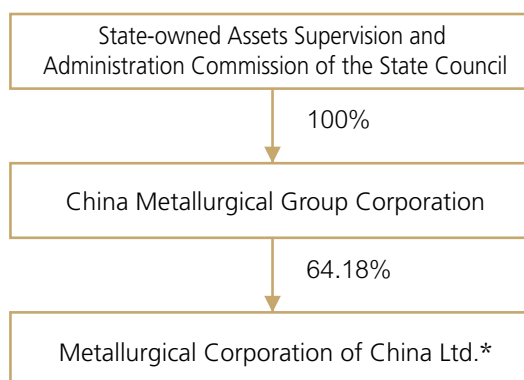 State-owned Assets Supervision and
Administration Commission of the State Council
100%
China Metallurgical Group Corporation
64.18%
Metallurgical Corporation of China Ltd.*